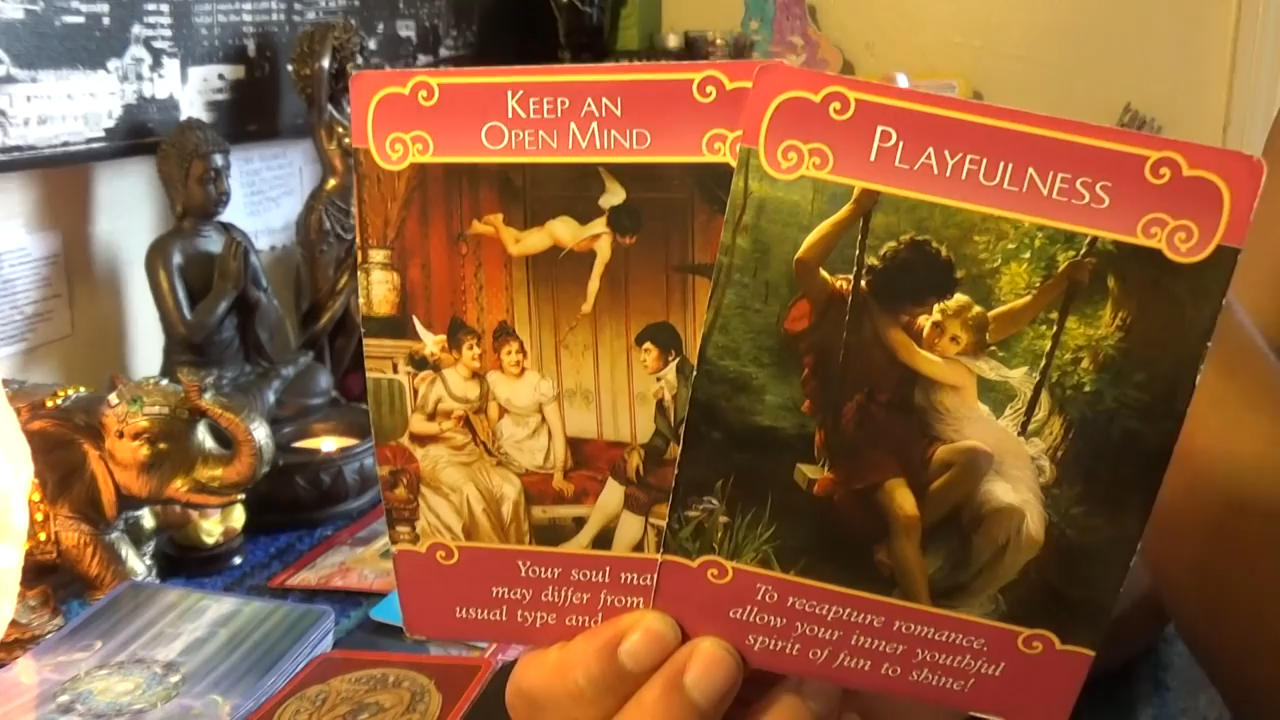 KEEP AN
OPEN MIND
Your soul ma
may differ from
usual type and
PLAYFULNESS
To recapture romance,
allow your inner youthful
spirit of fun to shine!